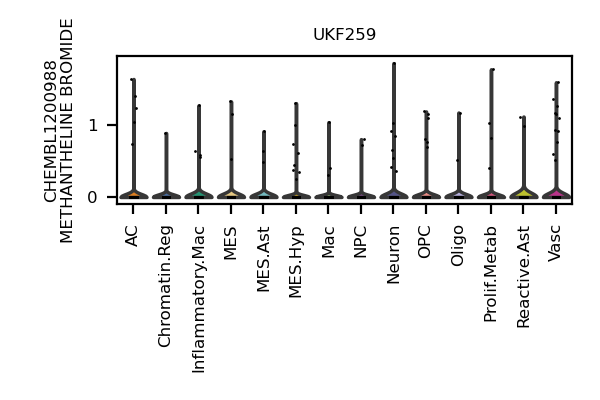 UKF259
CHEMBL1200988
METHANTHELINE BROMIDE
1
0
AC
Chromatin.Reg
Inflammatory.Mac
MES
MES.Ast
MES.Hyp
Mac
NPC
Neuron
OPC
Oligo
Prolif.Metab
Reactive.Ast
Vasc